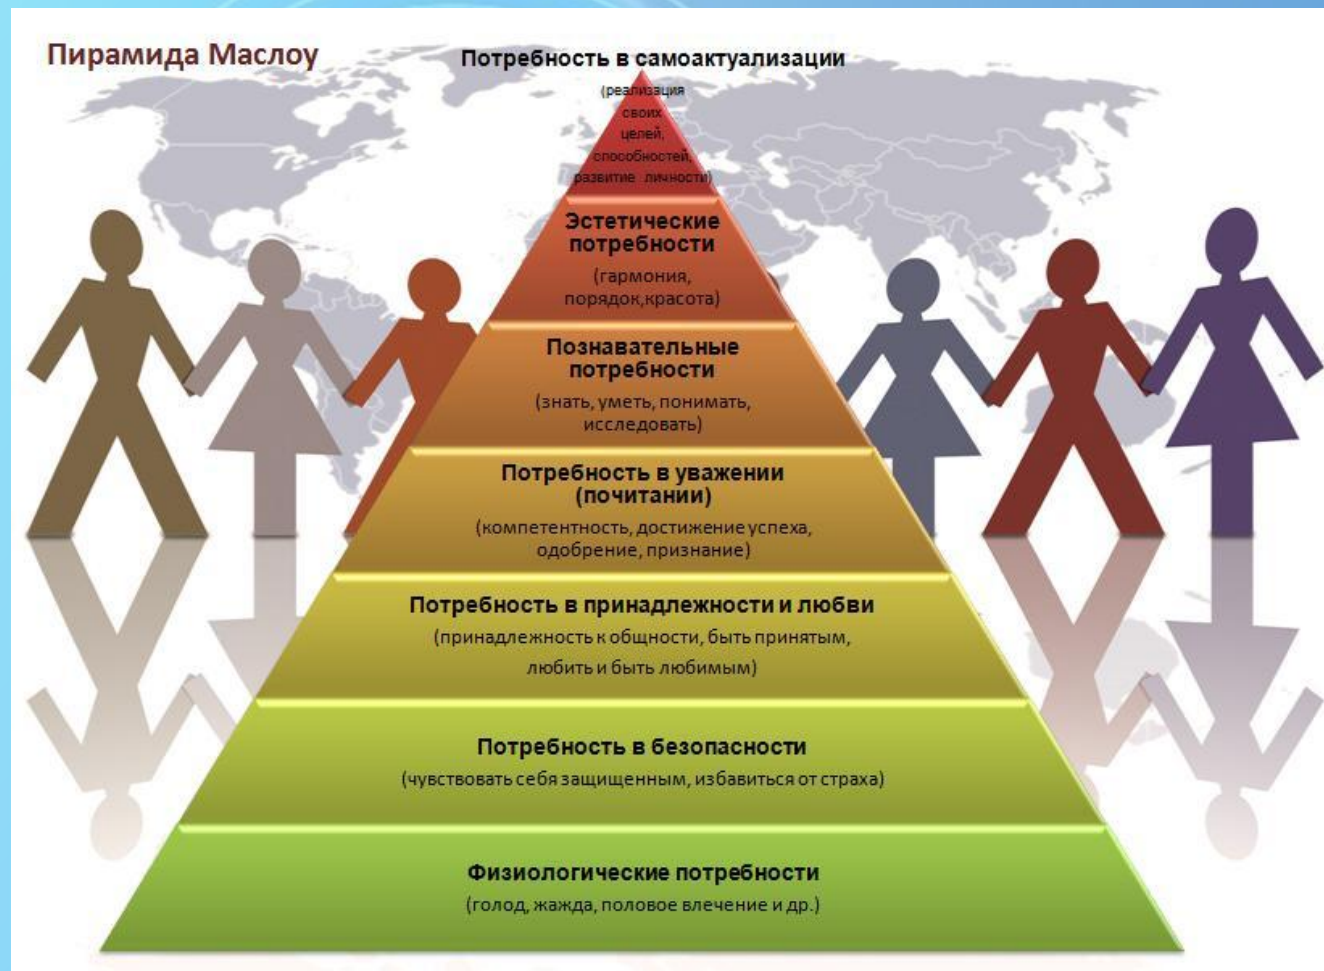 Пирамида Маслоу
Потребность в самоактуализации
(реализация
своих
целей,
способностей,
развитие личности)
Эстетические
потребности
(гармония,
порядок,красота)
Познавательные
потребности
(знать, уметь, понимать,
исследовать)
Потребность в уважении
(почитании)
(компетентность, достижение успеха,
одобрение, признание)
Потребность в принадлежности и любви
(принадлежность к общности, быть принятым,
любить и быть любимым)
Потребность в безопасности
(чувствовать себя защищенным, избавиться от страха)
Физиологические потребности
(голод, жажда, половое влечение и др.)